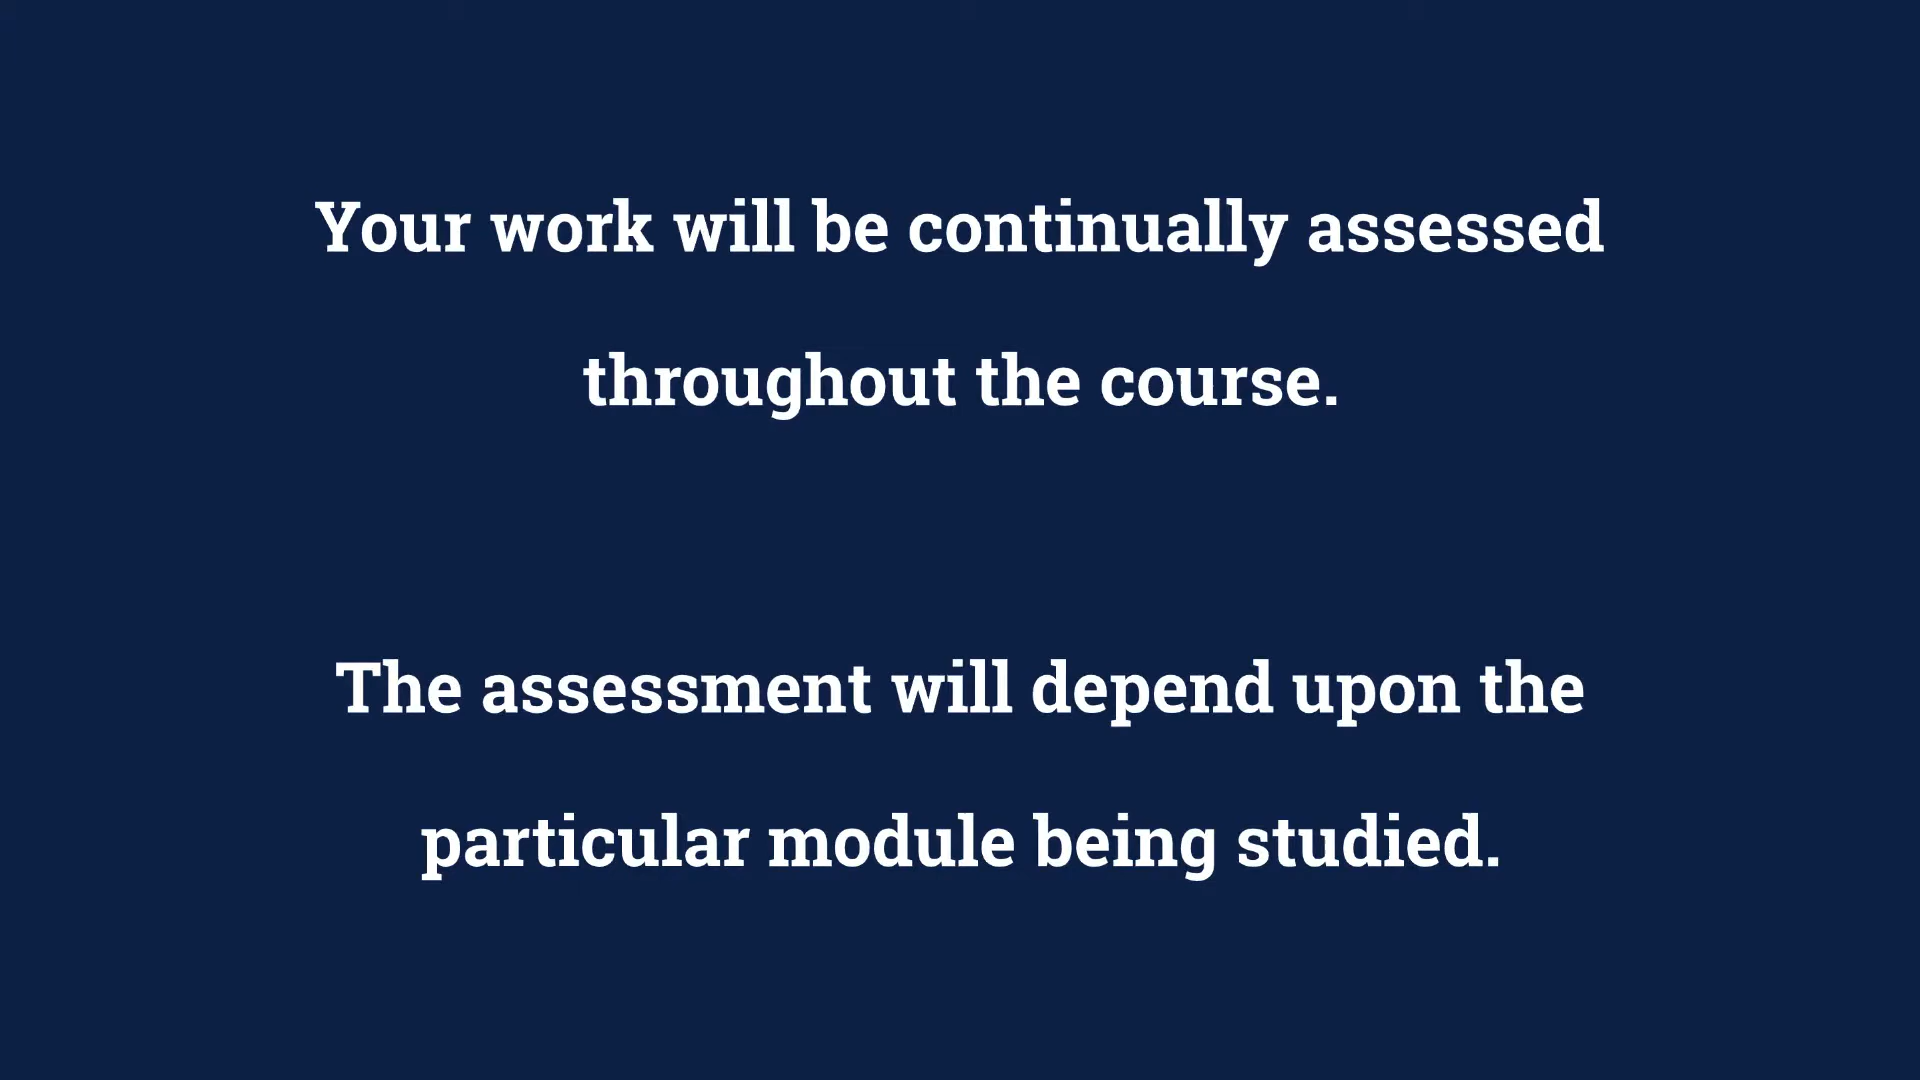 Your work will be continually assessed
throughout the course.
The assessment will depend upon the
particular module being studied.